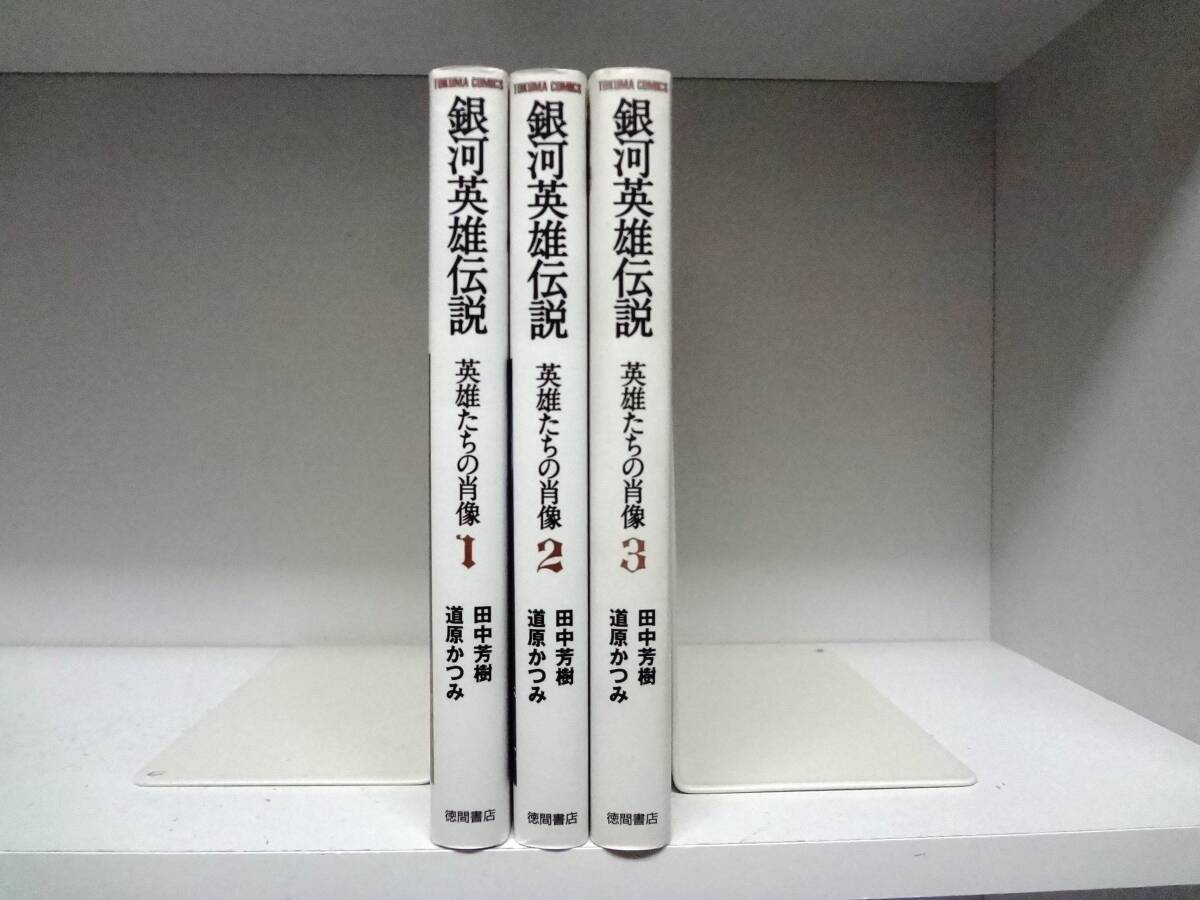 TOKUMA COMICS
銀河英雄伝説
英雄たちの肖像
1
田中芳樹
道原かつみ
徳間書店
TOKUMA COMICS
銀河英雄伝説
英雄たちの肖像
2
田中芳樹
道原かつみ
徳間書店
TOKUMA COMICS
銀河英雄伝説
英雄たちの肖像
3
田中芳樹
道原かつみ
徳間書店